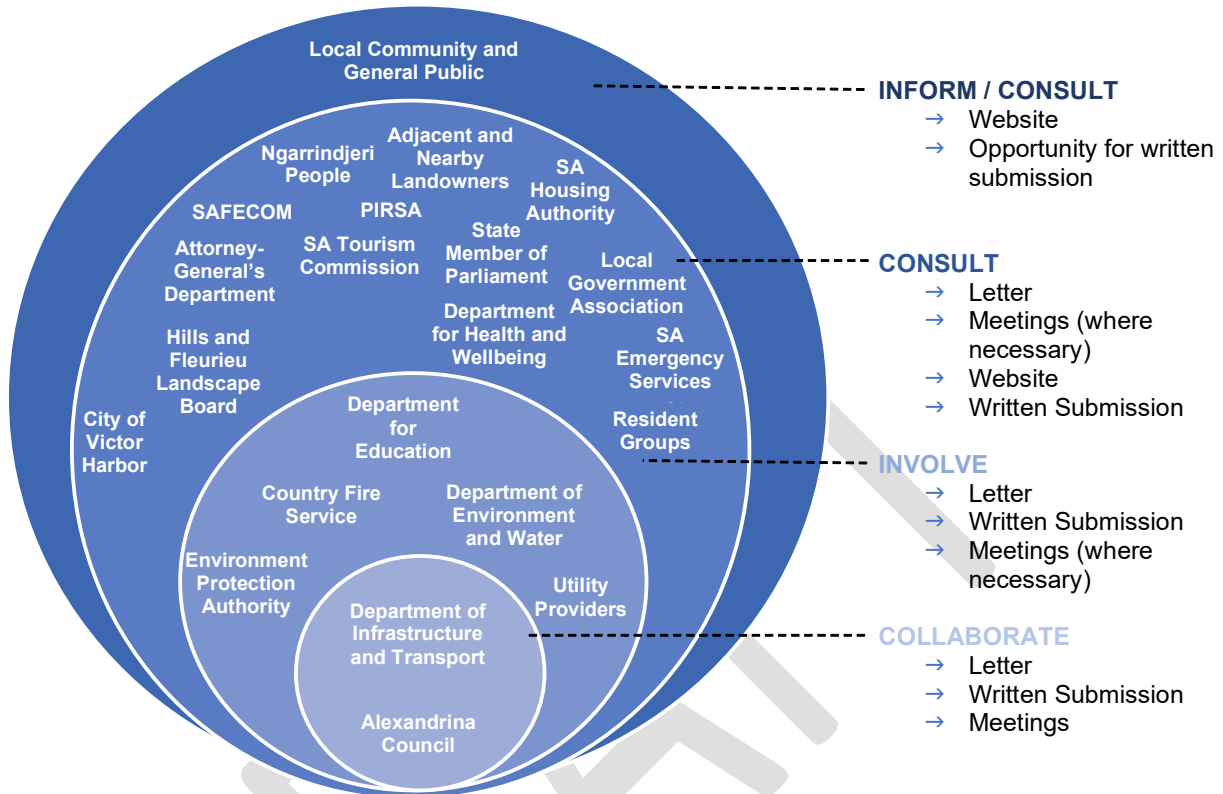 Local Community and
General Public
Ngarrindjeri
People
Adjacent and
Nearby
Landowners
SA
Housing
Authority
SAFECOM
PIRSA
Attorney-
General's
Department
SA Tourism
Commission
State
Member of
Parliament
Local
Government
Association
Hills and
Fleurieu
Landscape
Board
Department
for Health and
Wellbeing
SA
Emergency
Services
City of
Victor
Harbor
Resident
Groups
Department
for
Education
Country Fire
Service
Department of
Environment
and Water
Environment
Protection
Authority
Utility
Providers
Department of
Infrastructure
and Transport
Alexandrina
Council
INFORM / CONSULT
→ Website
→ Opportunity for written
submission
CONSULT
→ Letter
→ Meetings (where
necessary)
→ Website
→ Written Submission
INVOLVE
→ Letter
→ Written Submission
→ Meetings (where
necessary)
COLLABORATE
→ Letter
→ Written Submission
→ Meetings